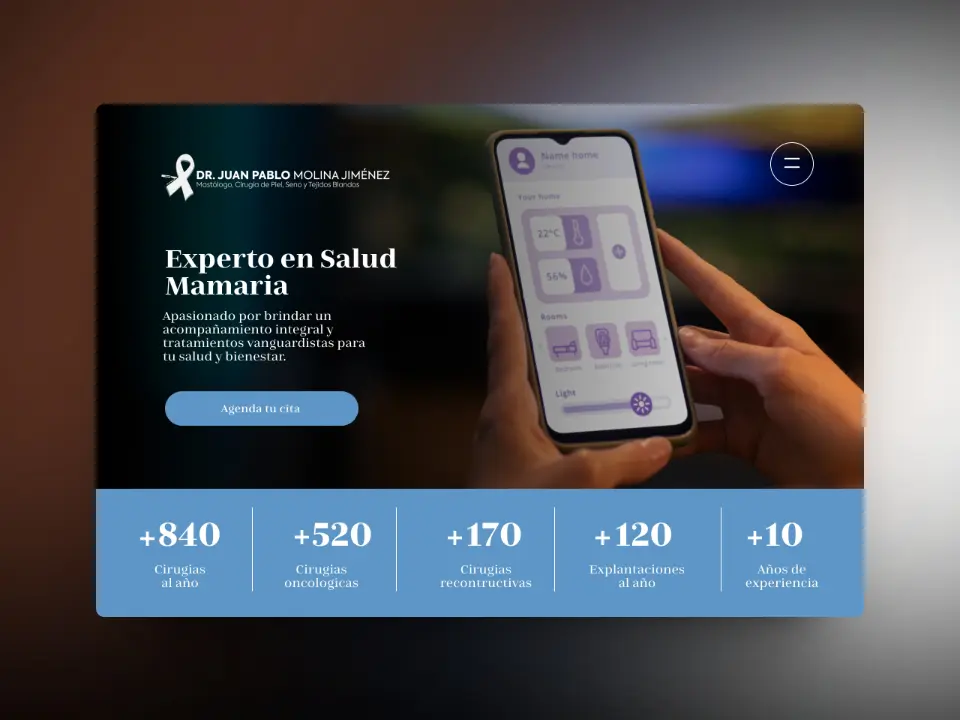 DR. JUAN PABLO MOLINA JIMÉNEZ
Mastólogo, Cirugía de Piel, Seno y Tejidos Blandos
Experto en Salud
Mamaria
Apasionado por brindar un
acompañamiento integral y
tratamientos vanguardistas para
tu salud y bienestar.
Agenda tu cita
Name home
Your home
22°C
56%
Rooms
Light
+840
Cirugias
al año
+520
Cirugias
oncologicas
+170
Cirugias
recontructivas
+120
Explantaciones
al año
+10
Años de
experiencia